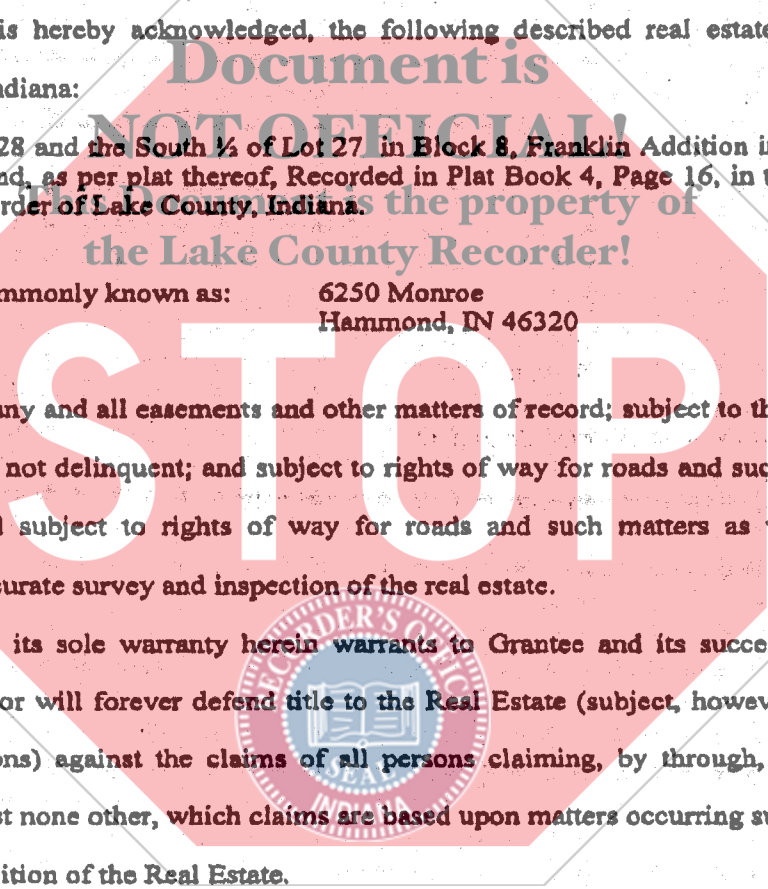 is hereby acknowledged, the following described real estate
Document is
ndiana:
NOT OFFICIAL!
28 and the South ½ of Lot 27 in Block 8, Franklin Addition i
nd, as per plat thereof, Recorded in Plat Book 4, Page 16, in t
This Document is the property of
rder of Lake County, Indiana.
the Lake County Recorder!
mmonly known as: 6250 Monroe
Hammond, IN 46320
STOP
any and all easements and other matters of record; subject to th
not delinquent; and subject to rights of way for roads and suc
subject to rights of way for roads and such matters as
curate survey and inspection of the real estate.
its sole warranty herein warrants to Grantee and its succe
RECORDER'S OFFICE
or will forever defend title to the Real Estate (subject, howev
ons) against the claims of all persons claiming, by through,
SEAL
INDIANA
st none other, which claims are based upon matters occurring su
ition of the Real Estate.